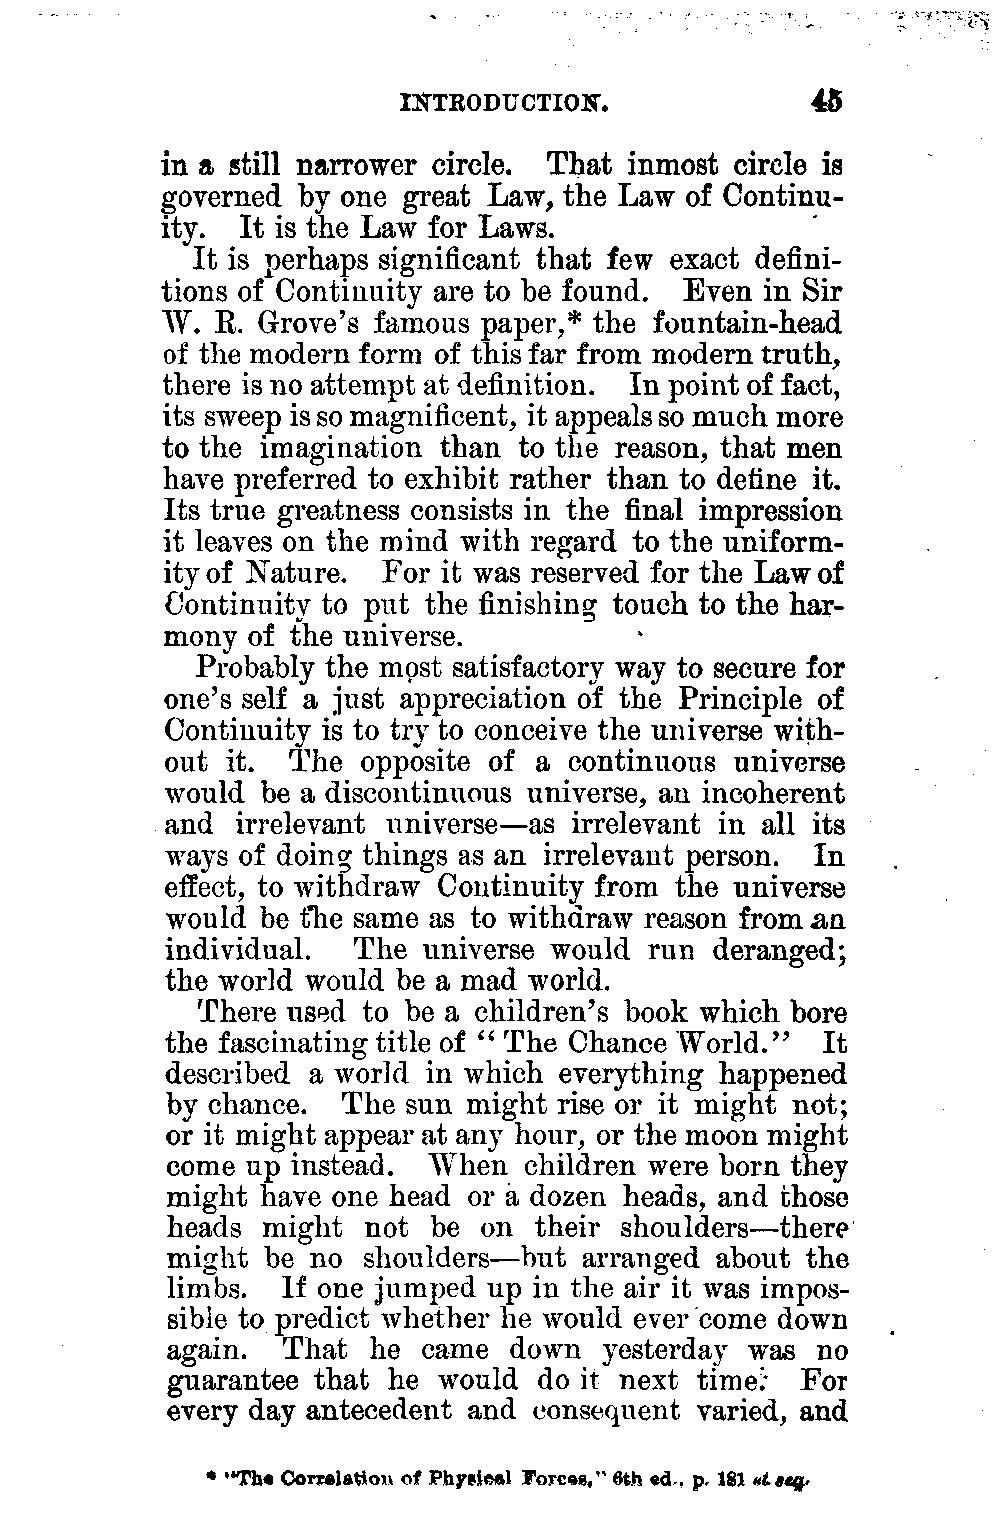 INTRODUCTION. 45
in a still narrower circle. That inmost circle is
governed by one great Law, the Law of Continu-
ity. It is the Law for Laws.
It is perhaps significant that few exact defini-
tions of Continuity are to be found. Even in Sir
W. R. Grove's famous paper,* the fountain-head
of the modern form of this far from modern truth,
there is no attempt at definition. In point of fact,
its sweep is so magnificent, it appeals so much more
to the imagination than to the reason, that men
have preferred to exhibit rather than to define it.
Its true greatness consists in the final impression
it leaves on the mind with regard to the uniform-
ity of Nature. For it was reserved for the Law of
Continuity to put the finishing touch to the har-
mony of the universe.
Probably the most satisfactory way to secure for
one's self a just appreciation of the Principle of
Continuity is to try to conceive the universe with-
out it. The opposite of a continuous universe
would be a discontinuous universe, an incoherent
and irrelevant universe—as irrelevant in all its
ways of doing things as an irrelevant person. In
effect, to withdraw Continuity from the universe
would be the same as to withdraw reason from an
individual. The universe would run deranged;
the world would be a mad world.
There used to be a children's book which bore
the fascinating title of "The Chance World." It
described a world in which everything happened
by chance. The sun might rise or it might not;
or it might appear at any hour, or the moon might
come up instead. When children were born they
might have one head or a dozen heads, and those
heads might not be on their shoulders—there
might be no shoulders—but arranged about the
limbs. If one jumped up in the air it was impos-
sible to predict whether he would ever come down
again. That he came down yesterday was no
guarantee that he would do it next time. For
every day antecedent and consequent varied, and
* "The Correlation of Physical Forces," 6th ed., p. 181 et seq.